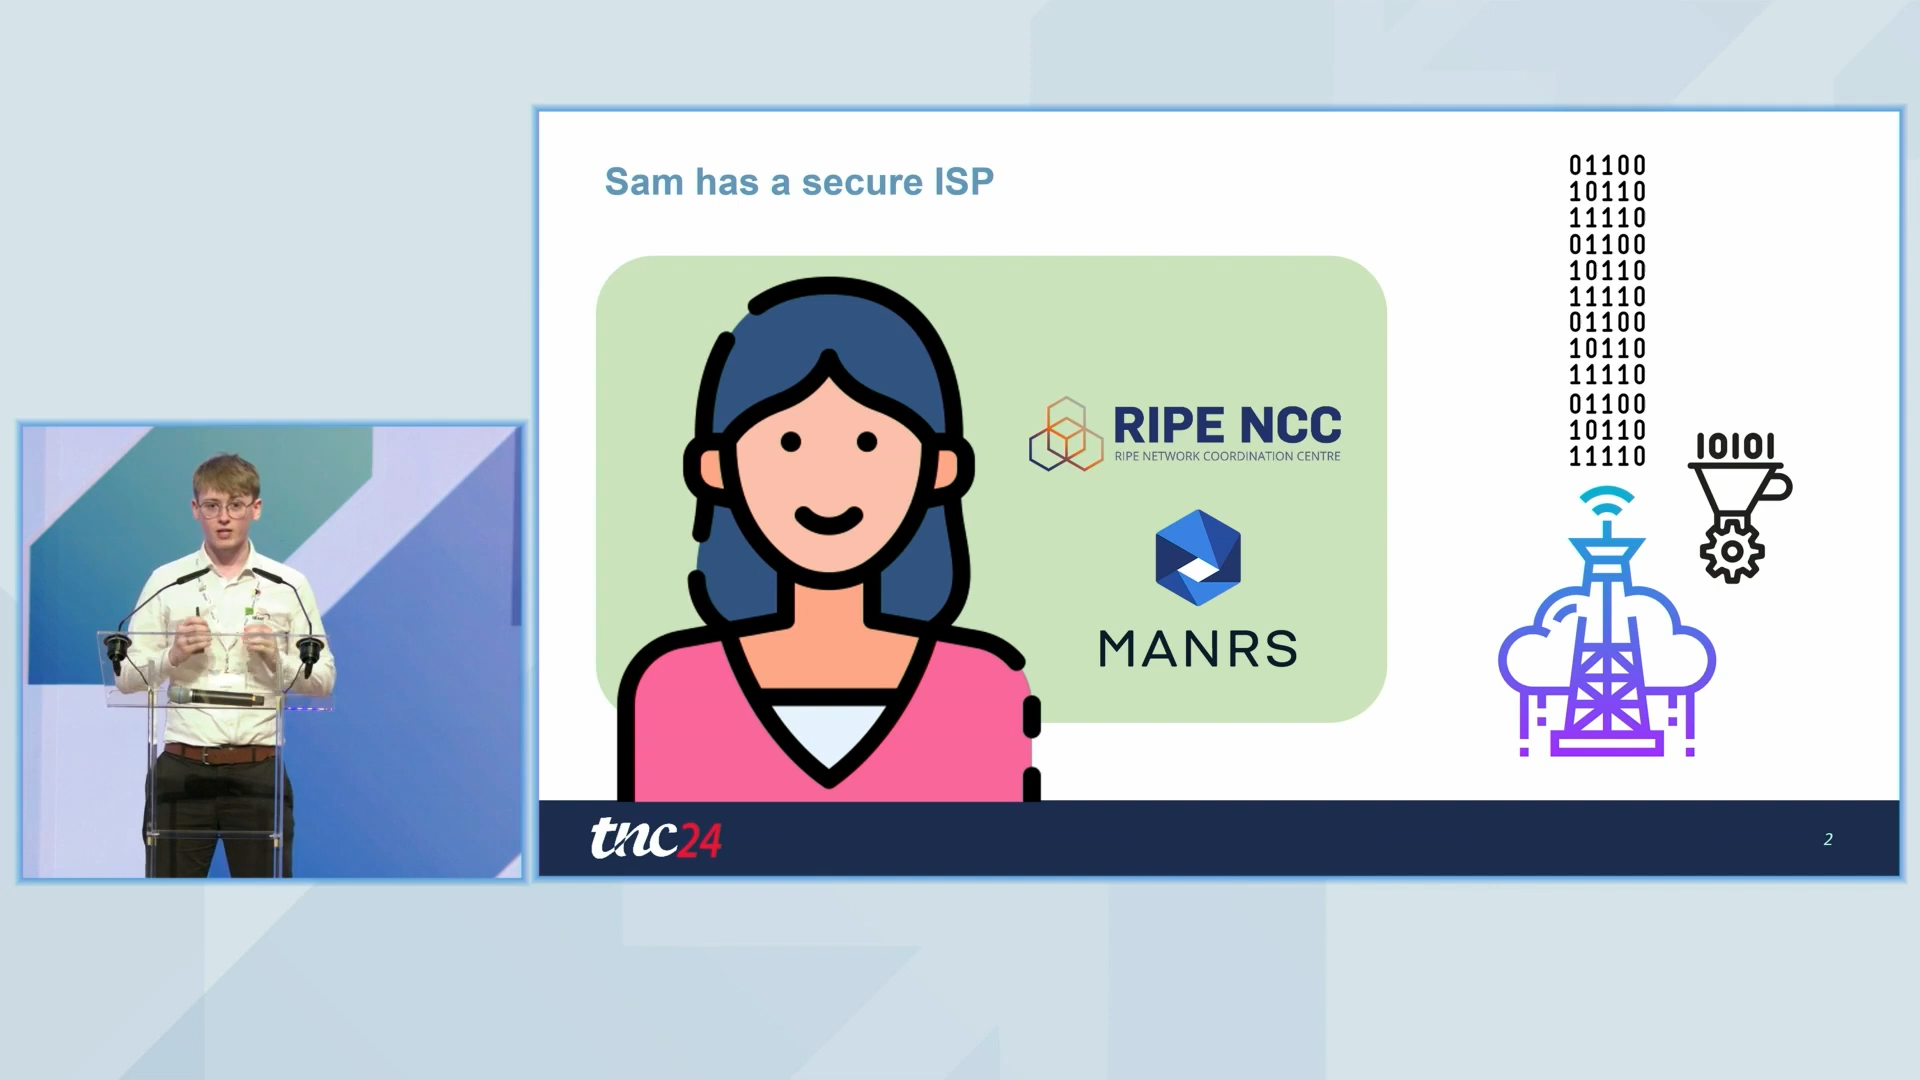 Sam has a secure ISP
RIPE NCC
RIPE NETWORK COORDINATION CENTRE
MANRS
01100
10110
11110
01100
10110
11110
01100
10110
11110
01100
10110
11110
10101
tnc24
2